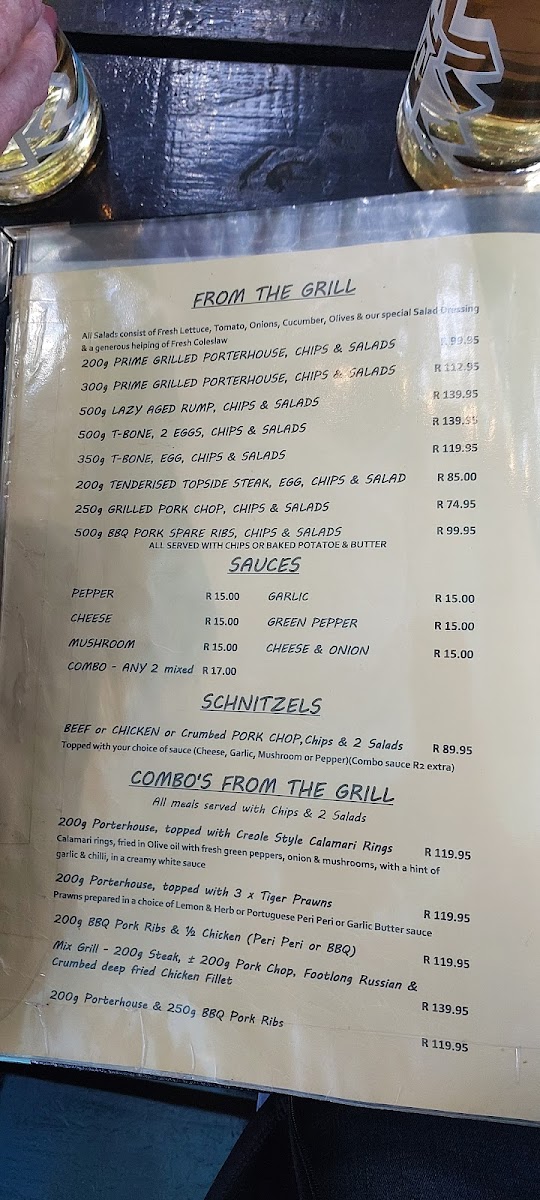 FROM THE GRILL
All Salads consist of Fresh Lettuce, Tomato, Onions, Cucumber, Olives & our special Salad Dressing
& a generous helping of Fresh Coleslaw
200g PRIME GRILLED PORTERHOUSE, CHIPS & SALADS R 99.95
300g PRIME GRILLED PORTERHOUSE, CHIPS & SALADS R 112.95
500g LAZY AGED RUMP, CHIPS & SALADS R 139.95
500g T-BONE, 2 EGGS, CHIPS & SALADS R 139.95
350g T-BONE, EGG, CHIPS & SALADS R 119.95
200g TENDERISED TOPSIDE STEAK, EGG, CHIPS & SALAD R 85.00
250g GRILLED PORK CHOP, CHIPS & SALADS R 74.95
500g BBQ PORK SPARE RIBS, CHIPS & SALADS R 99.95
ALL SERVED WITH CHIPS OR BAKED POTATOE & BUTTER
SAUCES
PEPPER R 15.00 GARLIC R 15.00
CHEESE R 15.00 GREEN PEPPER R 15.00
MUSHROOM R 15.00 CHEESE & ONION R 15.00
COMBO - ANY 2 mixed R 17.00
SCHNITZELS
BEEF or CHICKEN or Crumbed PORK CHOP,Chips & 2 Salads R 89.95
Topped with your choice of sauce (Cheese, Garlic, Mushroom or Pepper)(Combo sauce R2 extra)
COMBO'S FROM THE GRILL
All meals served with Chips & 2 Salads
200g Porterhouse, topped with Creole Style Calamari Rings R 119.95
Calamari rings, fried in Olive oil with fresh green peppers, onion & mushrooms, with a hint of
garlic & chilli, in a creamy white sauce
200g Porterhouse, topped with 3 x Tiger Prawns R 119.95
Prawns prepared in a choice of Lemon & Herb or Portuguese Peri Peri or Garlic Butter sauce
200g BBQ Pork Ribs & ½ Chicken (Peri Peri or BBQ) R 119.95
Mix Grill - 200g Steak, ± 200g Pork Chop, Footlong Russian &
Crumbed deep fried Chicken Fillet R 139.95
200g Porterhouse & 250g BBQ Pork Ribs R 119.95